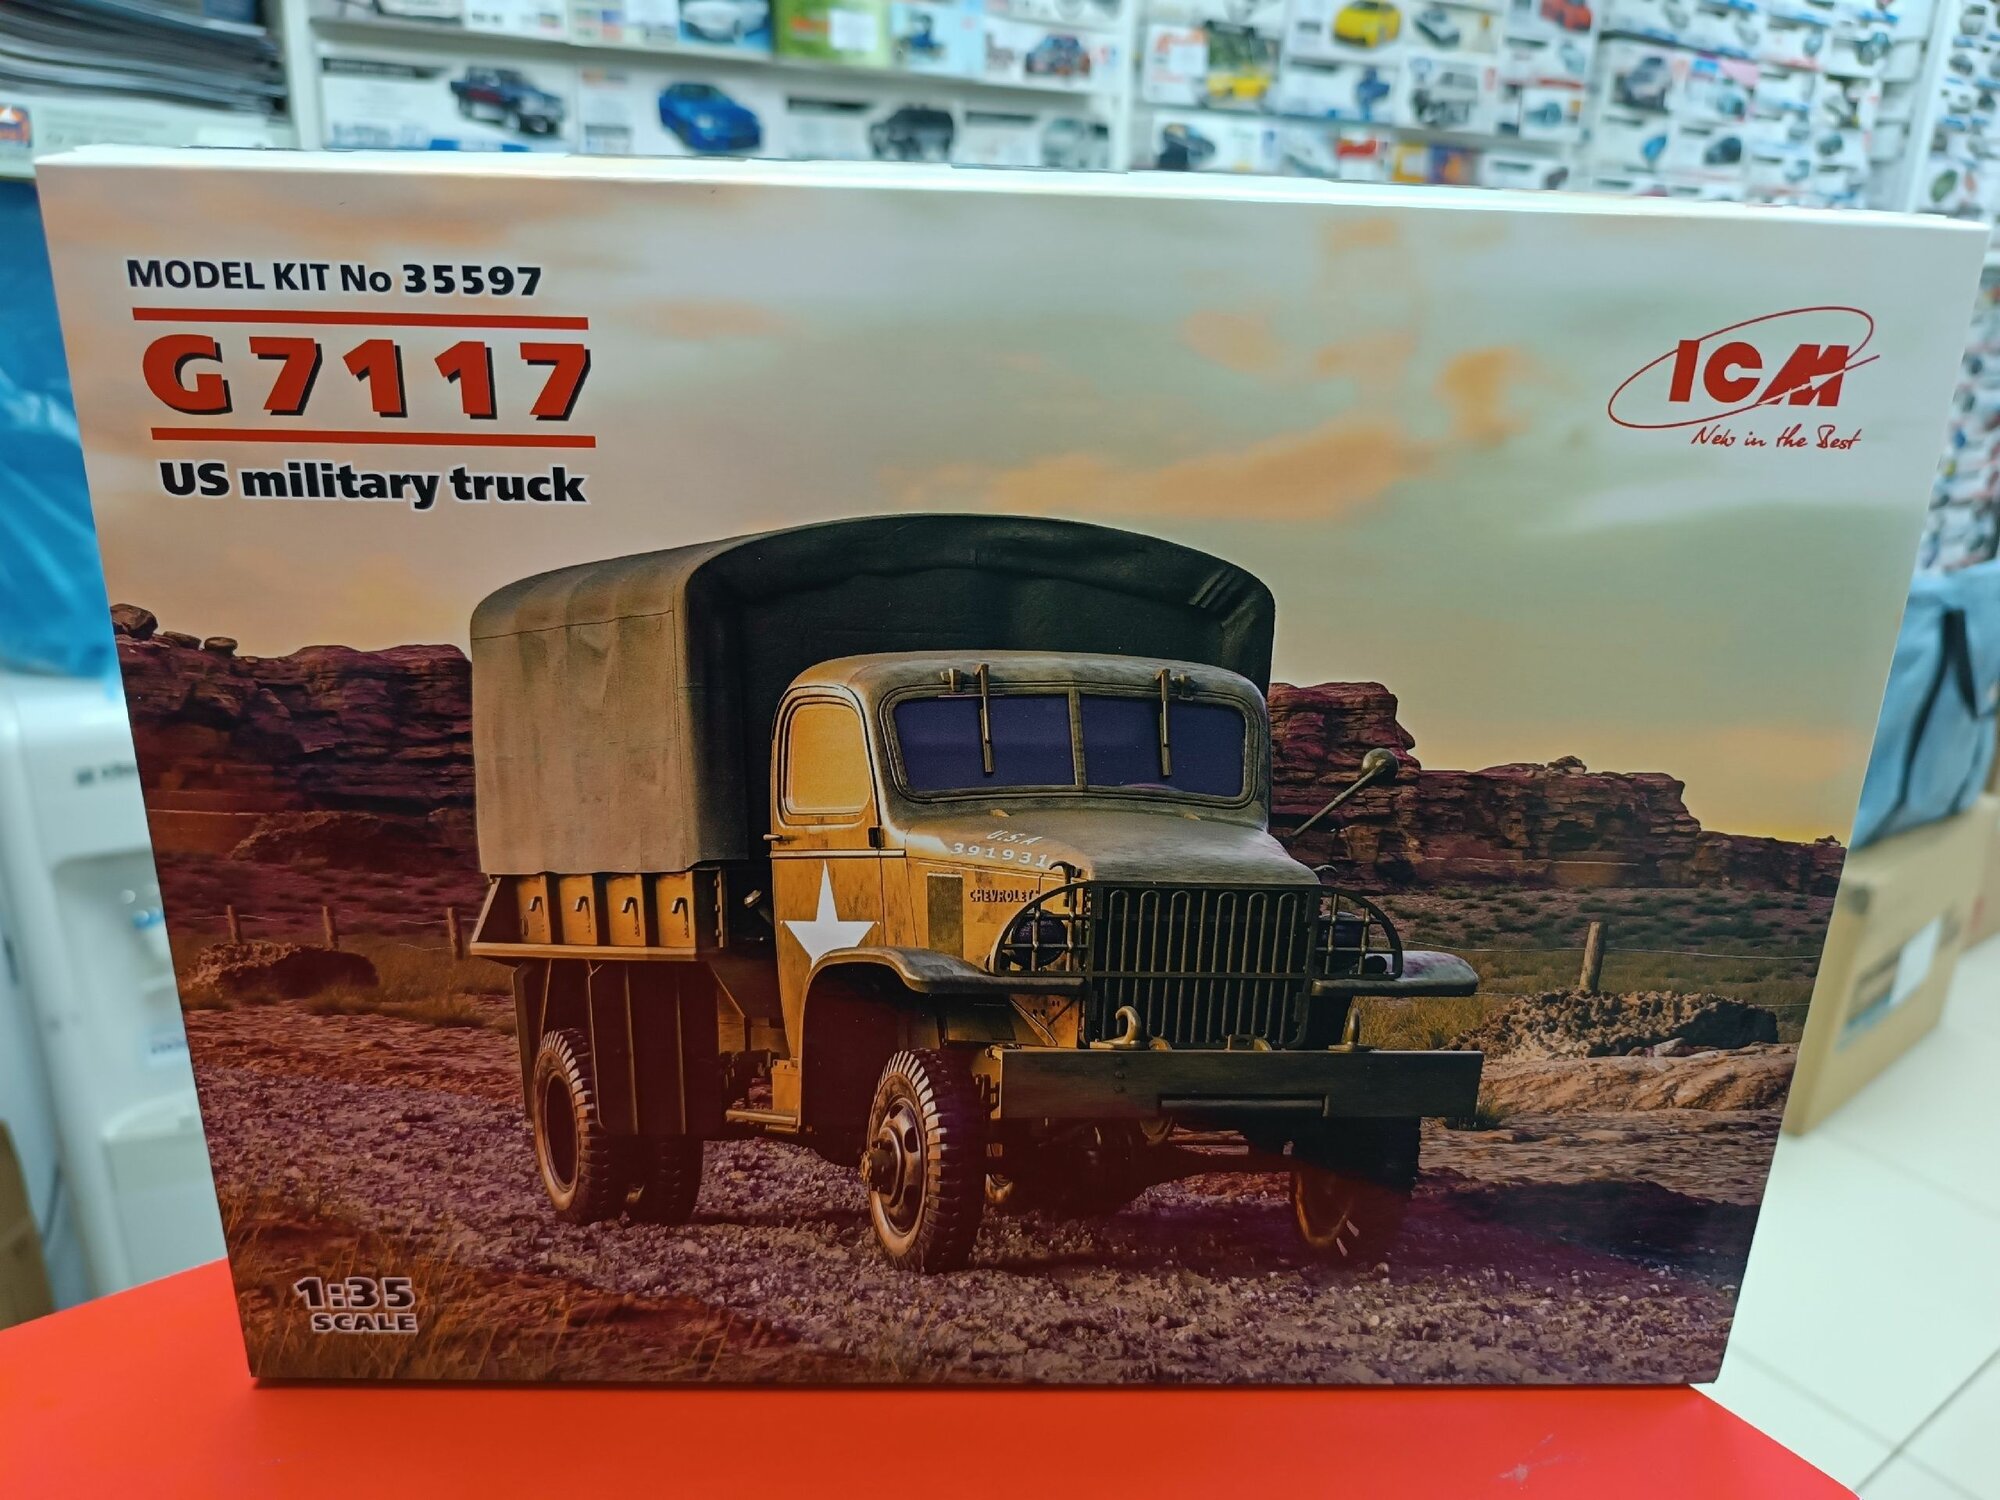 MODEL KIT No 35597
G7117
US military truck
ICM
New in the Best
U.S.A
391931
CHEVROLET
1:35
SCALE